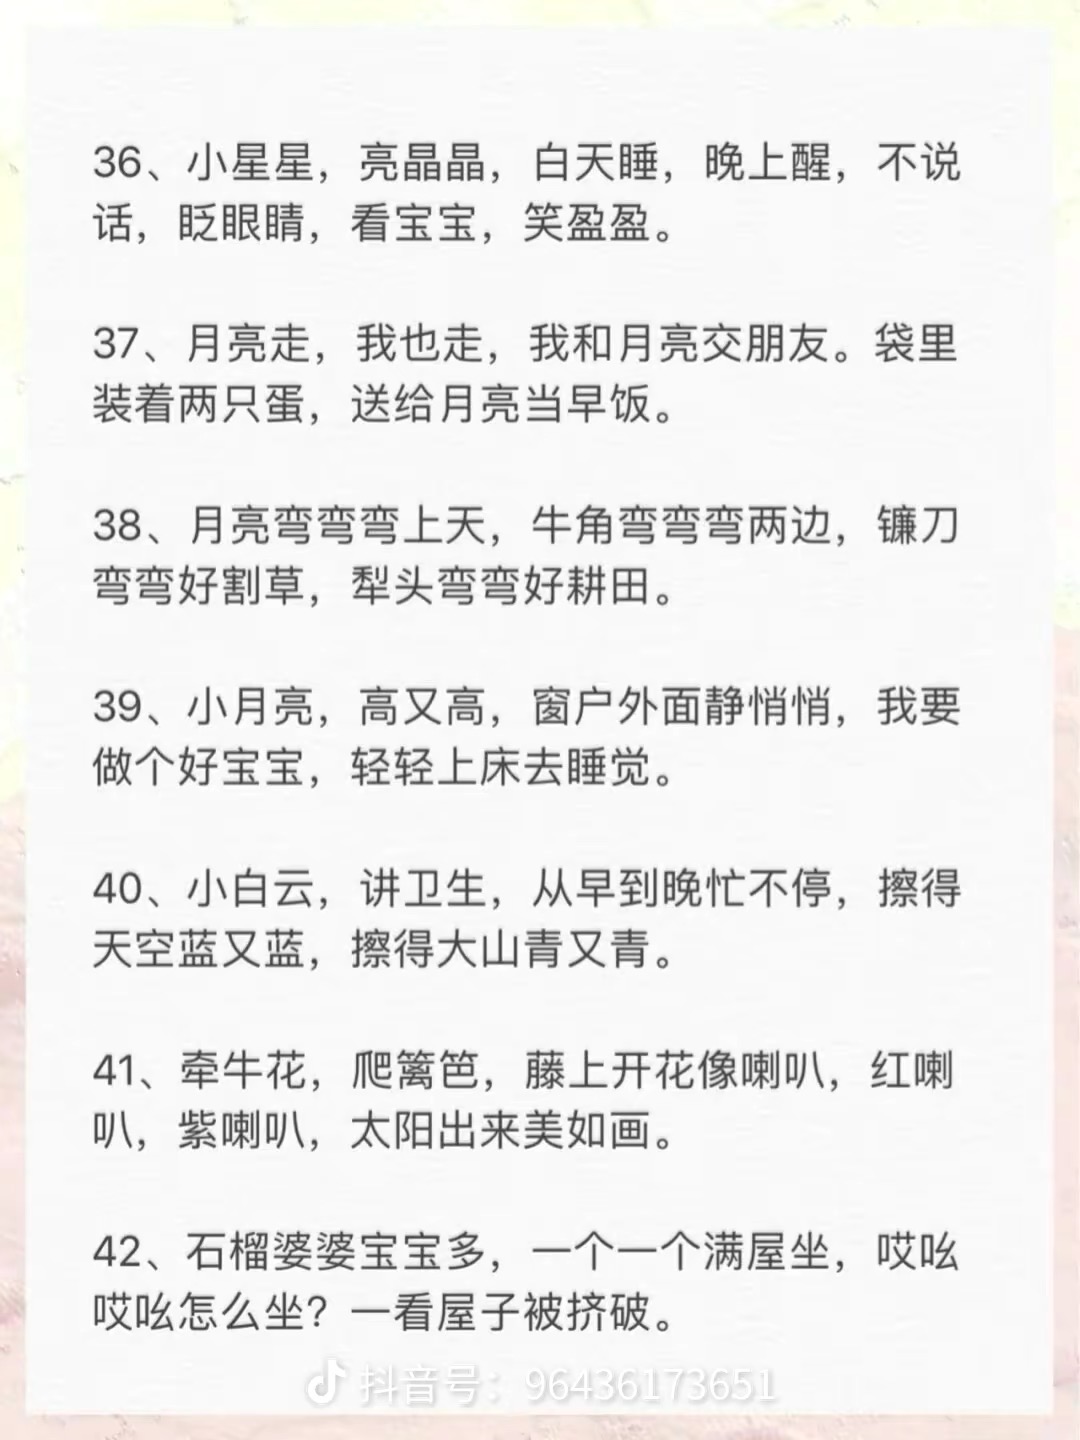 36、小星星，亮晶晶，白天睡，晚上醒，不说
话，眨眼睛，看宝宝，笑盈盈。
37、月亮走，我也走，我和月亮交朋友。袋里
装着两只蛋，送给月亮当早饭。
38、月亮弯弯弯上天，牛角弯弯弯两边，镰刀
弯弯好割草，犁头弯弯好耕田。
39、小月亮，高又高，窗户外面静悄悄，我要
做个好宝宝，轻轻上床去睡觉。
40、小白云，讲卫生，从早到晚忙不停，擦得
天空蓝又蓝，擦得大山青又青。
41、牵牛花，爬篱笆，藤上开花像喇叭，红喇
叭，紫喇叭，太阳出来美如画。
42、石榴婆婆宝宝多，一个一个满屋坐，哎吆
哎吆怎么坐？一看屋子被挤破。
抖音号：96436173651